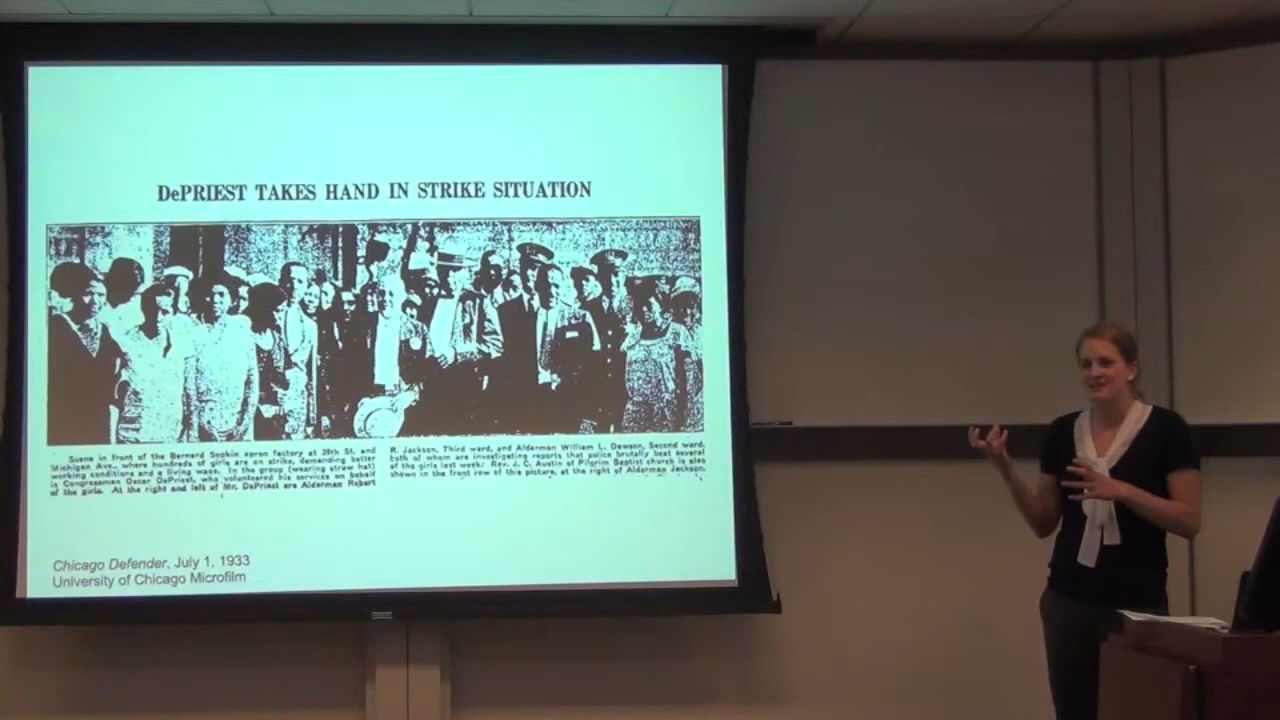 DePRIEST TAKES HAND IN STRIKE SITUATION
Scene in front of the Bernard Sopkin apron factory at 39th St. and
Michigan Ave., where hundreds of girls are on strike, demanding better
working conditions and a living wage. In the group (wearing straw hat)
is Congressman Oscar DePriest, who volunteered his services on behalf
of the girls. At the right and left of Mr. DePriest are Alderman Robert
R. Jackson, Third ward, and Alderman William L. Dawson, Second ward,
both of whom are investigating reports that police brutally beat several
of the girls last week. Rev. J. C. Austin of Pilgrim Baptist church is also
shown in the front row of this picture, at the right of Alderman Jackson.
Chicago Defender, July 1, 1933
University of Chicago Microfilm